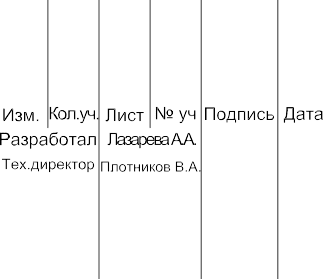 Изм. Кол.уч. Лист № уч Подпись Дата
Разработал Лазарева А.А.
Тех.директор Плотников В.А.